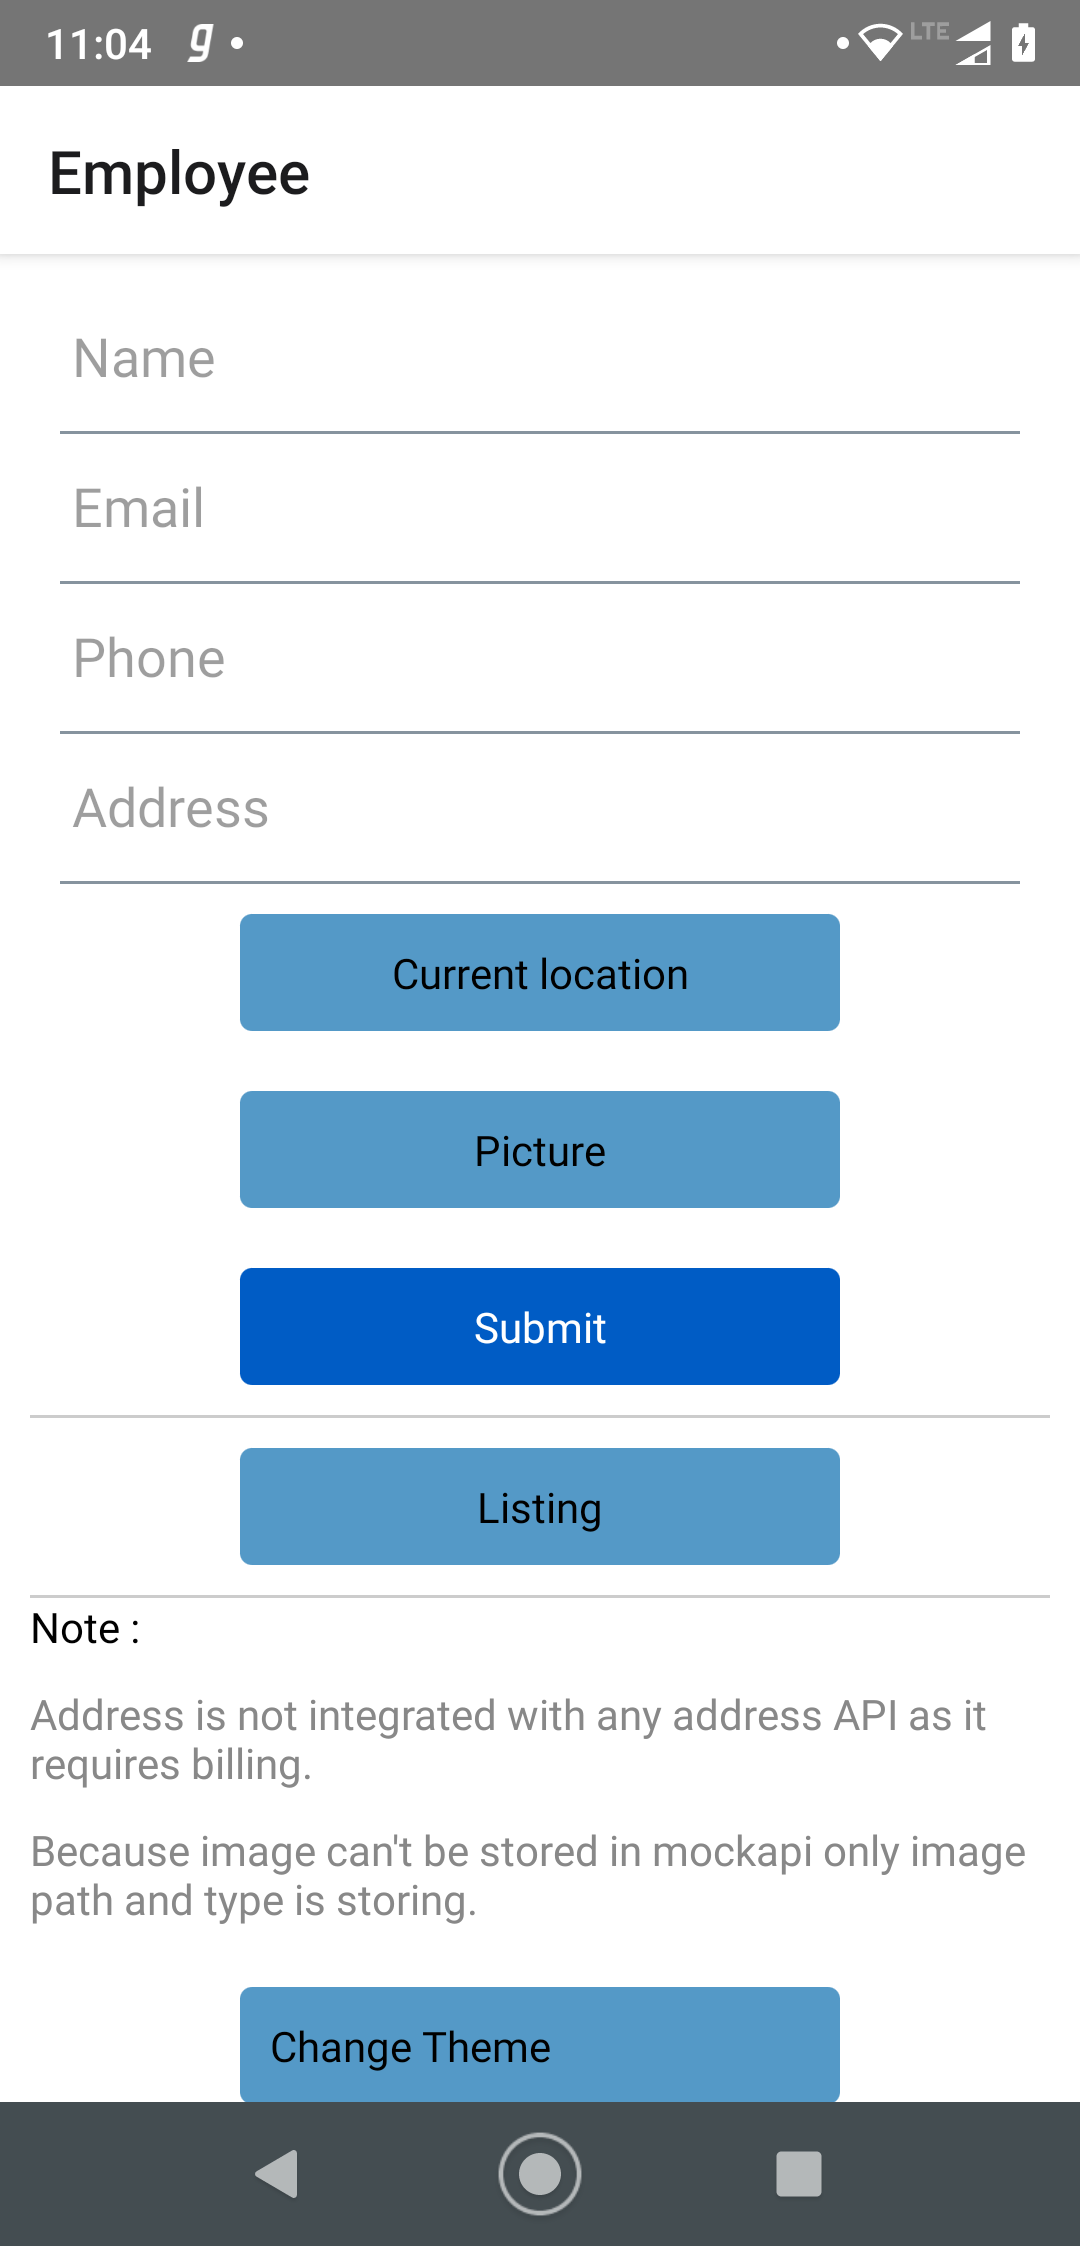 11:04 g
LTE
Employee
Name
Email
Phone
Address
Current location
Picture
Submit
Listing
Note :
Address is not integrated with any address API as it
requires billing.
Because image can't be stored in mockapi only image
path and type is storing.
Change Theme